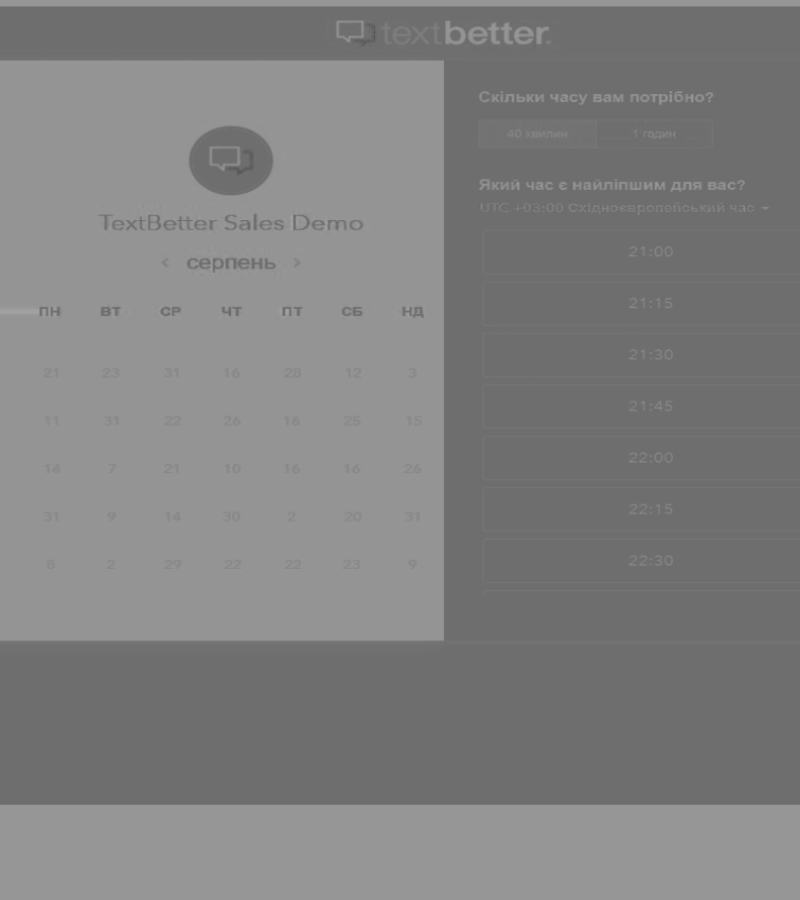 textbetter.
TextBetter Sales Demo
< серпень >
ПН ВТ СР ЧТ ПТ СБ НД
21 23 31 16 28 12 3
11 31 22 26 16 25 15
14 7 21 10 16 16 26
31 9 14 30 2 20 31
8 2 29 22 22 23 9
Скільки часу вам потрібно?
40 хвилин 1 годин
Який час є найліпшим для вас?
UTC +03:00 Східноєвропейський час
21:00
21:15
21:30
21:45
22:00
22:15
22:30